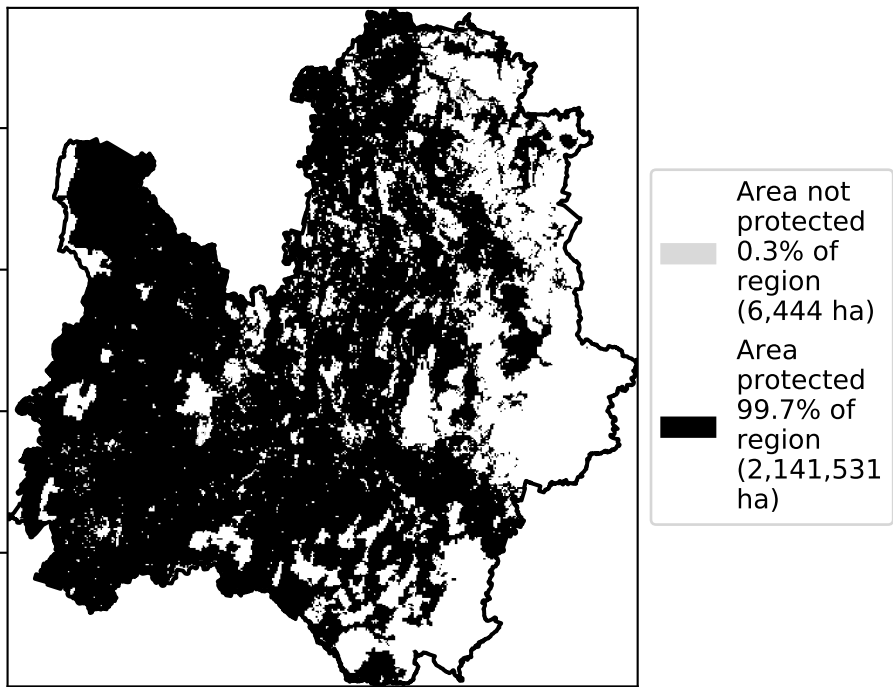 Area not
protected
0.3% of
region
(6,444 ha)
Area
protected
99.7% of
region
(2,141,531
ha)